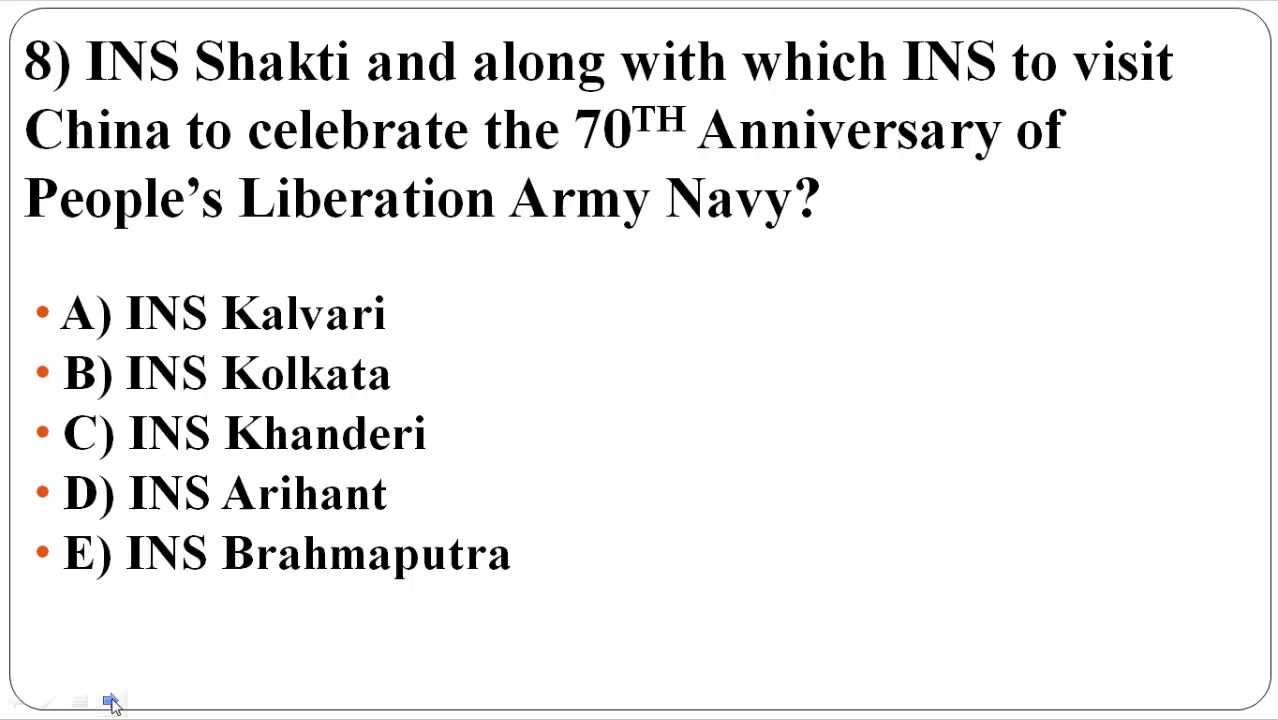 8) INS Shakti and along with which INS to visit
China to celebrate the 70TH Anniversary of
People’s Liberation Army Navy?
• A) INS Kalvari
• B) INS Kolkata
• C) INS Khanderi
• D) INS Arihant
• E) INS Brahmaputra